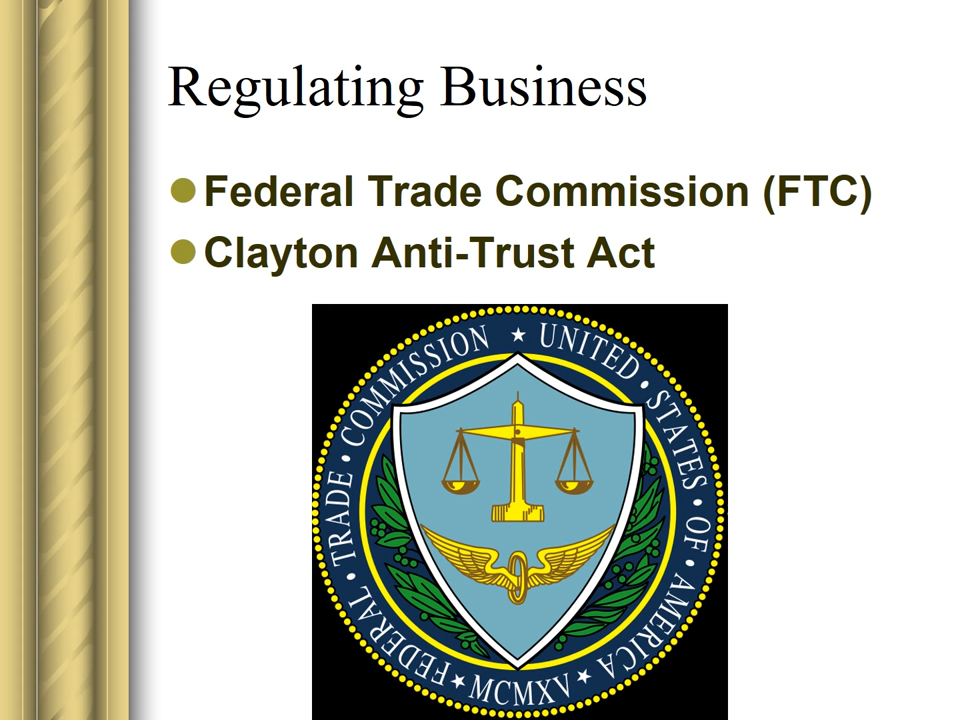 Regulating Business
Federal Trade Commission (FTC)
Clayton Anti-Trust Act
FEDERAL • TRADE • COMMISSION ★ UNITED • STATES • OF • AMERICA
★ MCMXV ★